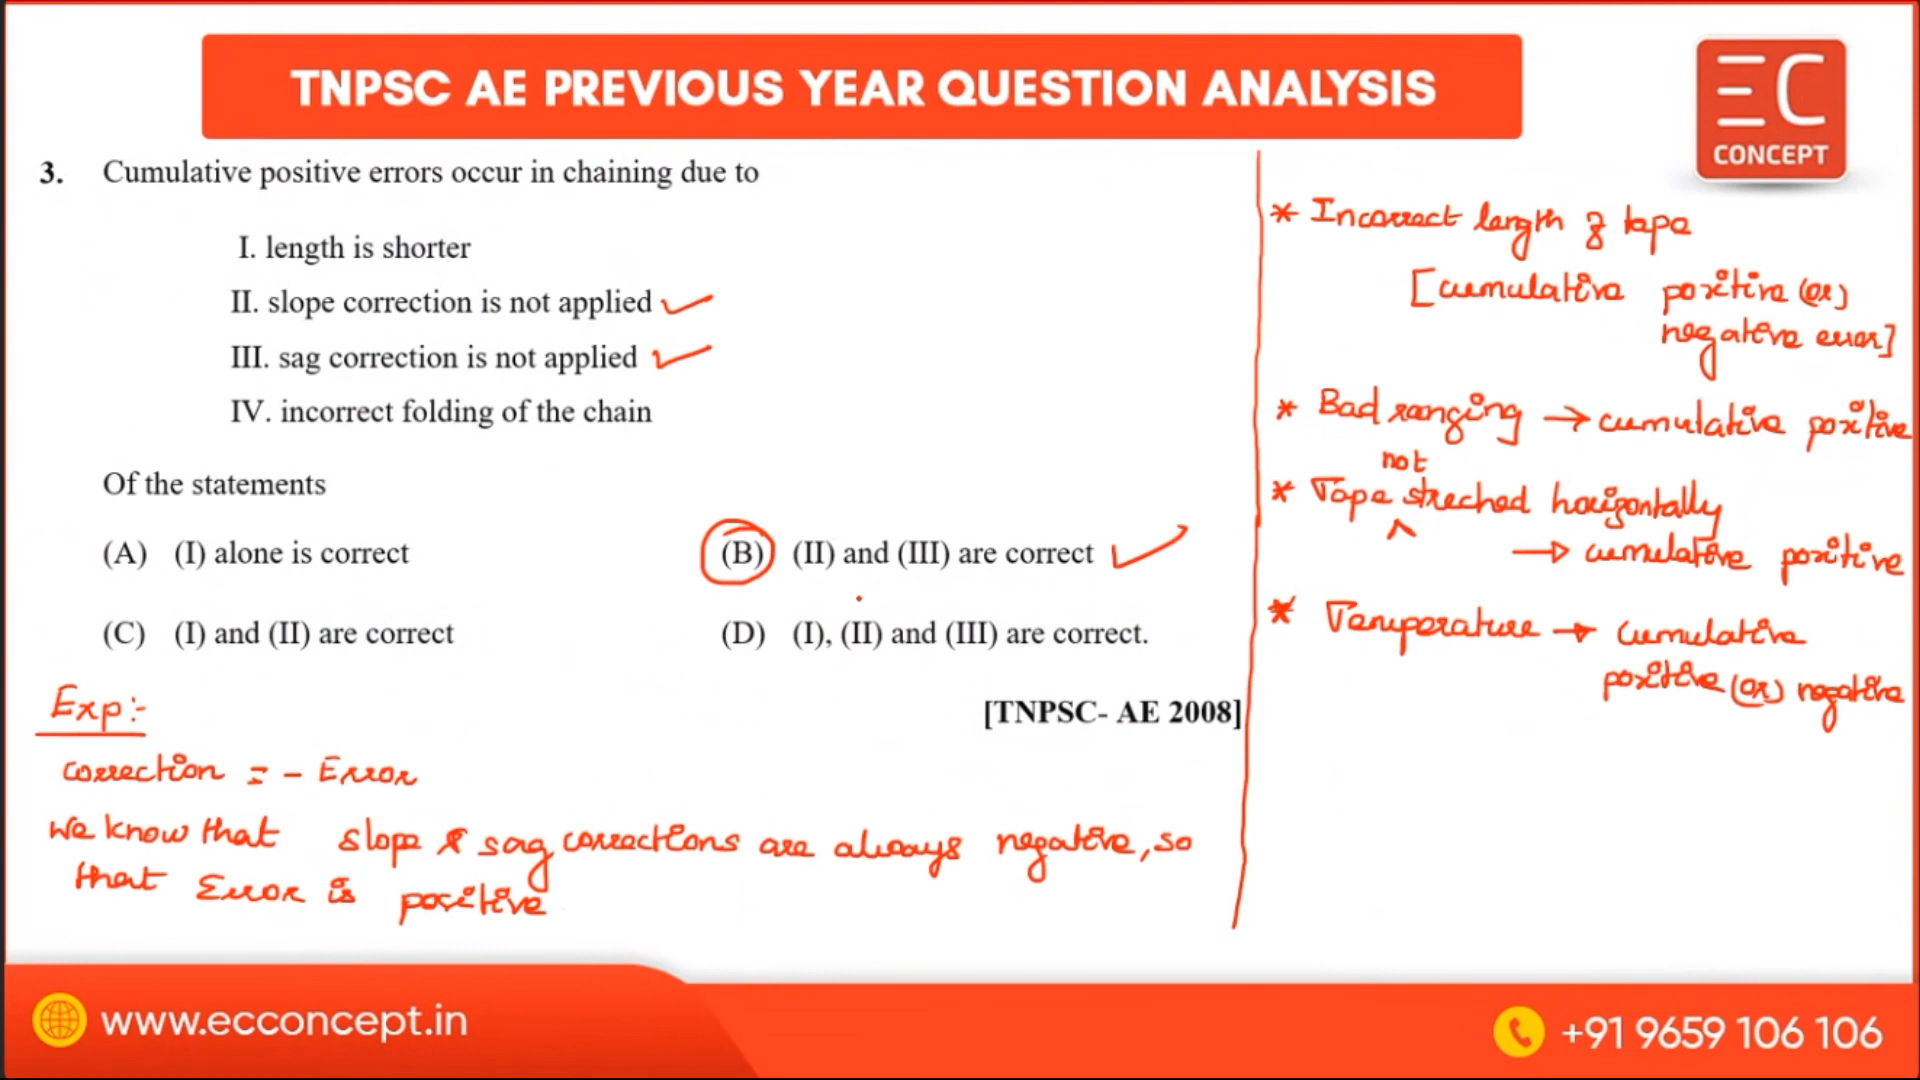 TNPSC AE PREVIOUS YEAR QUESTION ANALYSIS
EC
CONCEPT
3. Cumulative positive errors occur in chaining due to
I. length is shorter
II. slope correction is not applied
III. sag correction is not applied
IV. incorrect folding of the chain
Of the statements
(A) (I) alone is correct
(B) (II) and (III) are correct
(C) (I) and (II) are correct
(D) (I), (II) and (III) are correct.
[TNPSC- AE 2008]
Exp:-
correction = - Error
We know that slope & sag corrections are always negative, so
that Error is positive
* Incorrect length of tape
[cumulative positive (or)
negative error]
* Bad ranging → cumulative positive
not
* Tape streched horizontally
→ cumulative positive
* Temperature → cumulative
positive (or) negative
www.ecconcept.in
+91 9659 106 106